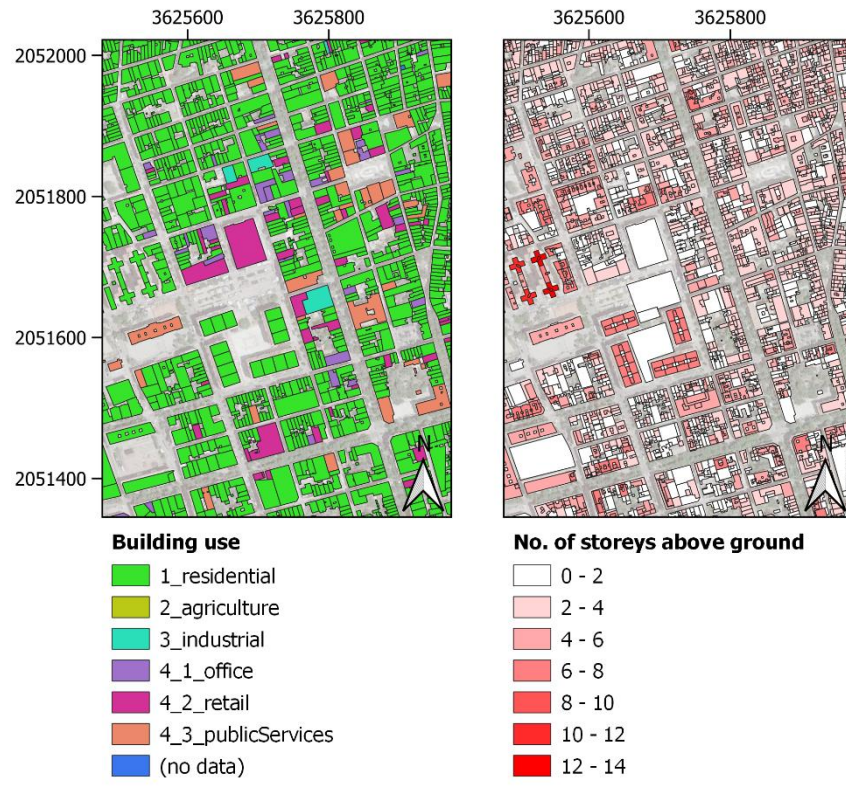 3625600 3625800 3625600 3625800
2052000
2051800
2051600
2051400
N N
Building use
1_residential
2_agriculture
3_industrial
4_1_office
4_2_retail
4_3_publicServices
(no data)
No. of storeys above ground
0 - 2
2 - 4
4 - 6
6 - 8
8 - 10
10 - 12
12 - 14